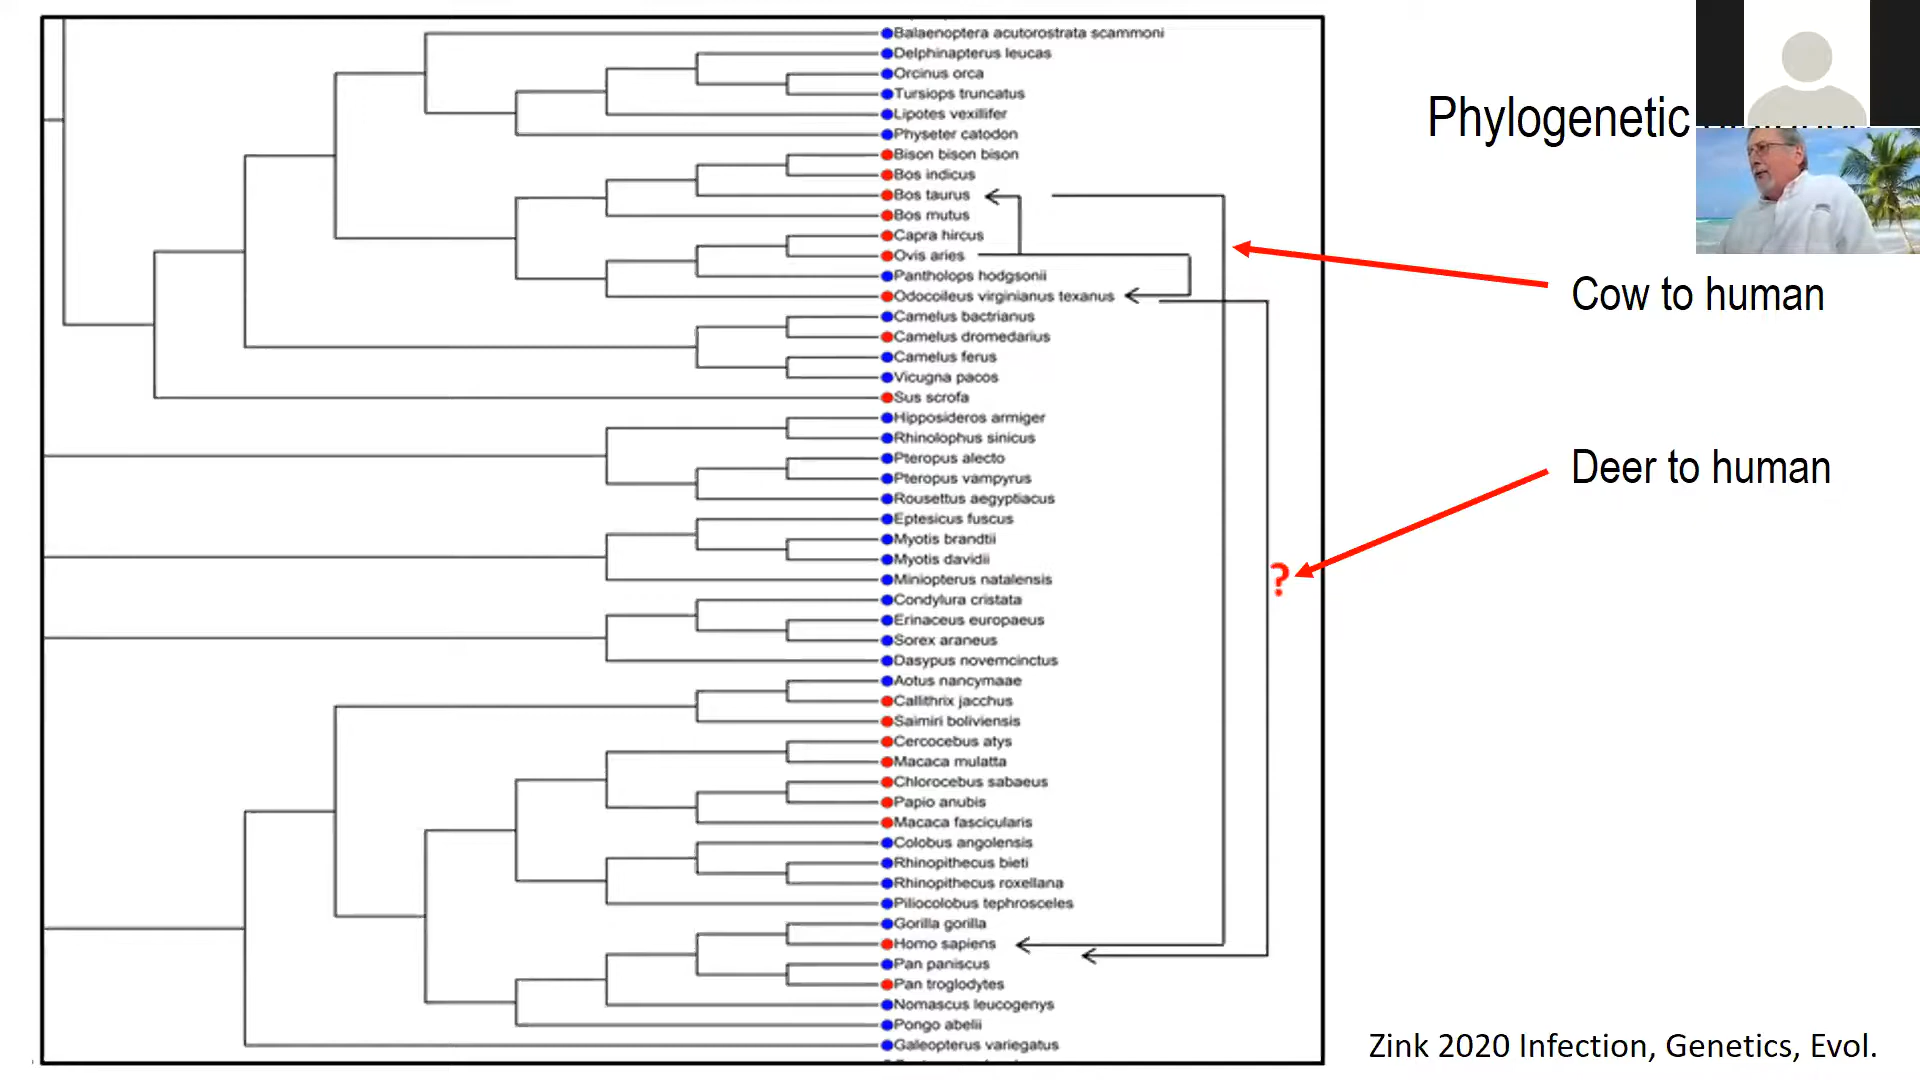 Balaenoptera acutorostrata scammoni
Delphinapterus leucas
Orcinus orca
Tursiops truncatus
Lipotes vexillifer
Physeter catodon
Bison bison bison
Bos indicus
Bos taurus
Bos mutus
Capra hircus
Ovis aries
Pantholops hodgsonii
Odocoileus virginianus texanus
Camelus bactrianus
Camelus dromedarius
Camelus ferus
Vicugna pacos
Sus scrofa
Hipposideros armiger
Rhinolophus sinicus
Pteropus alecto
Pteropus vampyrus
Rousettus aegyptiacus
Eptesicus fuscus
Myotis brandtii
Myotis davidii
Miniopterus natalensis
Condylura cristata
Erinaceus europaeus
Sorex araneus
Dasypus novemcinctus
Aotus nancymaae
Callithrix jacchus
Saimiri boliviensis
Cercocebus atys
Macaca mulatta
Chlorocebus sabaeus
Papio anubis
Macaca fascicularis
Colobus angolensis
Rhinopithecus bieti
Rhinopithecus roxellana
Piliocolobus tephrosceles
Gorilla gorilla
Homo sapiens
Pan paniscus
Pan troglodytes
Nomascus leucogenys
Pongo abelii
Galeopterus variegatus
?
Phylogenetic
Cow to human
Deer to human
Zink 2020 Infection, Genetics, Evol.